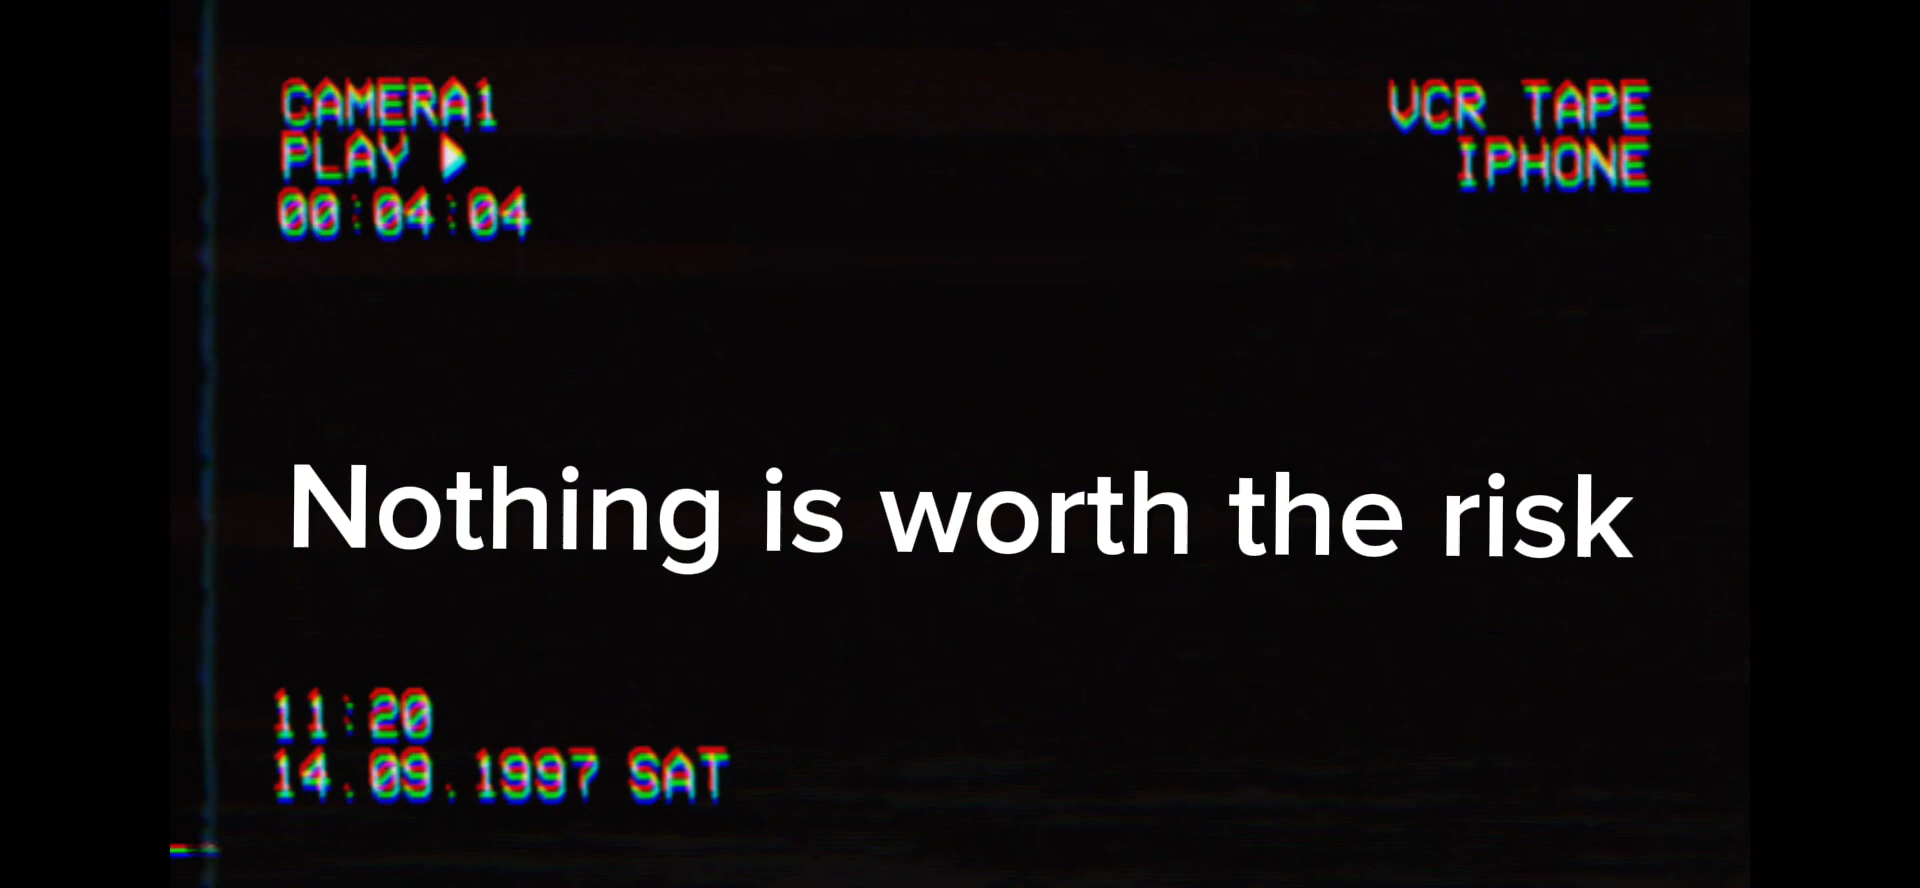 CAMERA1
PLAY ▶
00:04:04
VCR TAPE
IPHONE
Nothing is worth the risk
11:20
14.09.1997 SAT